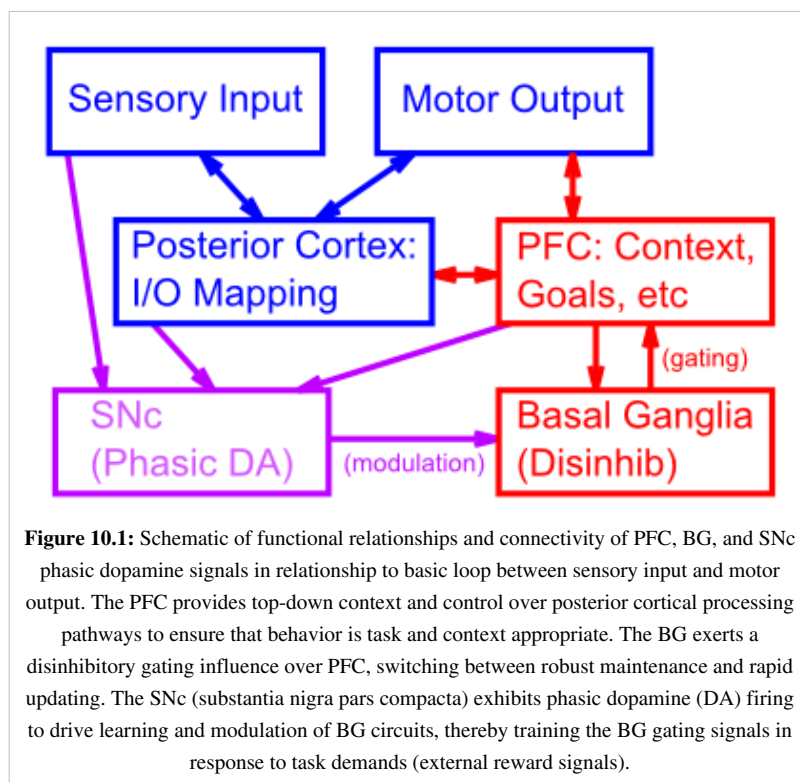 Sensory Input
Motor Output
Posterior Cortex:
I/O Mapping
PFC: Context,
Goals, etc
(gating)
SNc
(Phasic DA)
(modulation)
Basal Ganglia
(Disinhib)
Figure 10.1: Schematic of functional relationships and connectivity of PFC, BG, and SNc
phasic dopamine signals in relationship to basic loop between sensory input and motor
output. The PFC provides top-down context and control over posterior cortical processing
pathways to ensure that behavior is task and context appropriate. The BG exerts a
disinhibitory gating influence over PFC, switching between robust maintenance and rapid
updating. The SNc (substantia nigra pars compacta) exhibits phasic dopamine (DA) firing
to drive learning and modulation of BG circuits, thereby training the BG gating signals in
response to task demands (external reward signals).